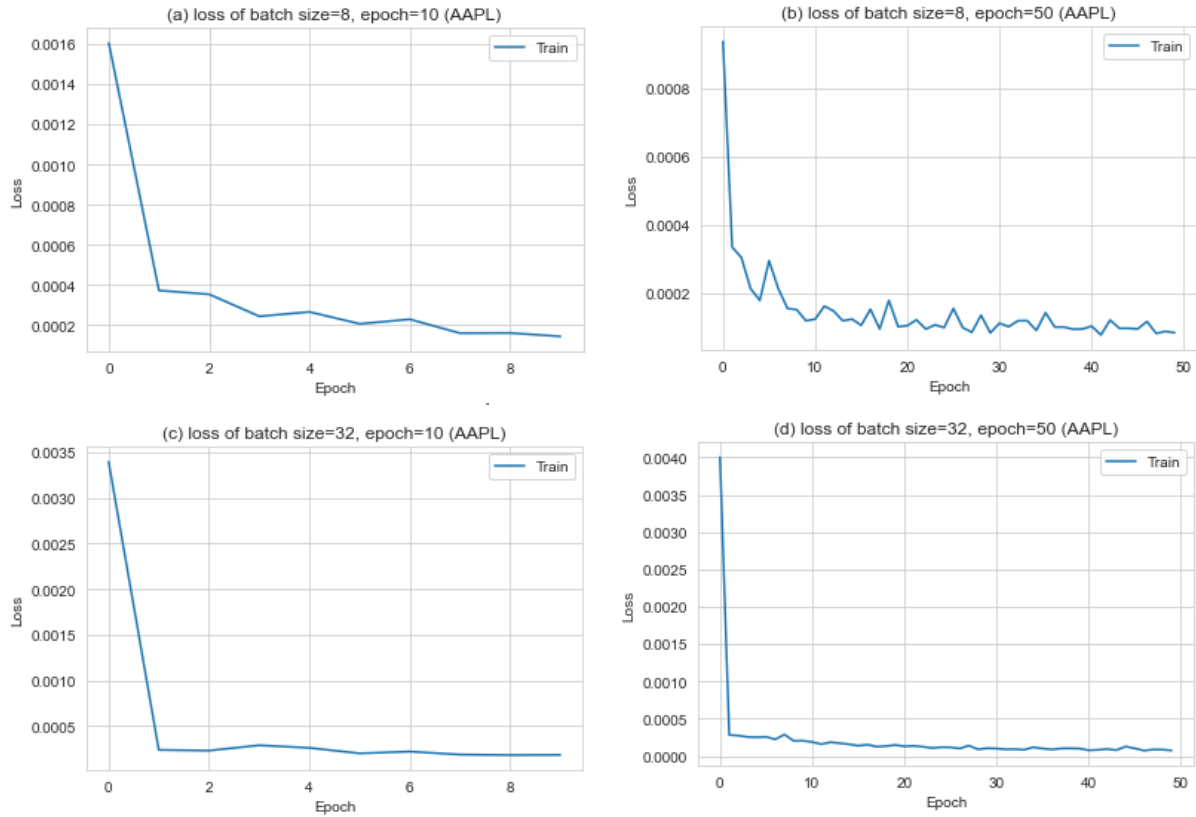 (a) loss of batch size=8, epoch=10 (AAPL)
Train
0.0016
0.0014
0.0012
0.0010
0.0008
0.0006
0.0004
0.0002
Loss
0 2 4 6 8
Epoch
(b) loss of batch size=8, epoch=50 (AAPL)
Train
0.0008
0.0006
0.0004
0.0002
Loss
0 10 20 30 40 50
Epoch
(c) loss of batch size=32, epoch=10 (AAPL)
Train
0.0035
0.0030
0.0025
0.0020
0.0015
0.0010
0.0005
Loss
0 2 4 6 8
Epoch
(d) loss of batch size=32, epoch=50 (AAPL)
Train
0.0040
0.0035
0.0030
0.0025
0.0020
0.0015
0.0010
0.0005
0.0000
Loss
0 10 20 30 40 50
Epoch